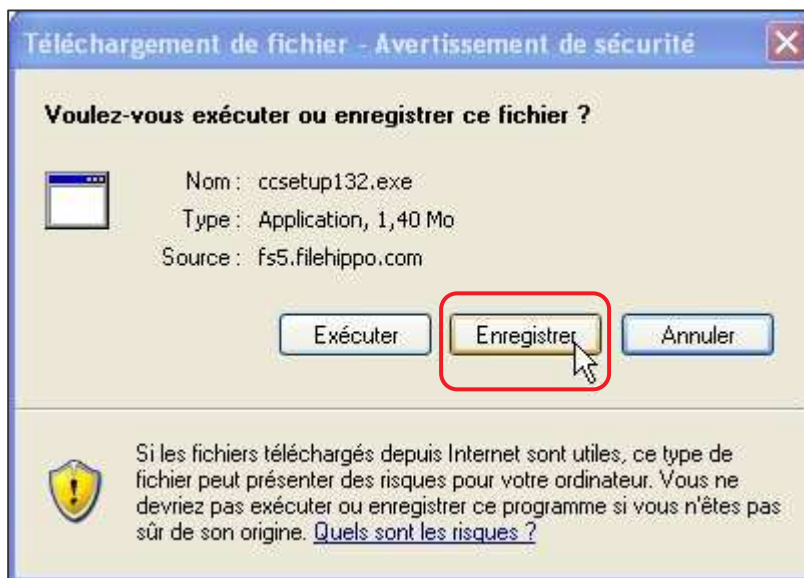 Téléchargement de fichier - Avertissement de sécurité
Voulez-vous exécuter ou enregistrer ce fichier ?
Nom : ccsetup132.exe
Type : Application, 1,40 Mo
Source : fs5.filehippo.com
Exécuter Enregistrer Annuler
Si les fichiers téléchargés depuis Internet sont utiles, ce type de
fichier peut présenter des risques pour votre ordinateur. Vous ne
devriez pas exécuter ou enregistrer ce programme si vous n'êtes pas
sûr de son origine. Quels sont les risques ?